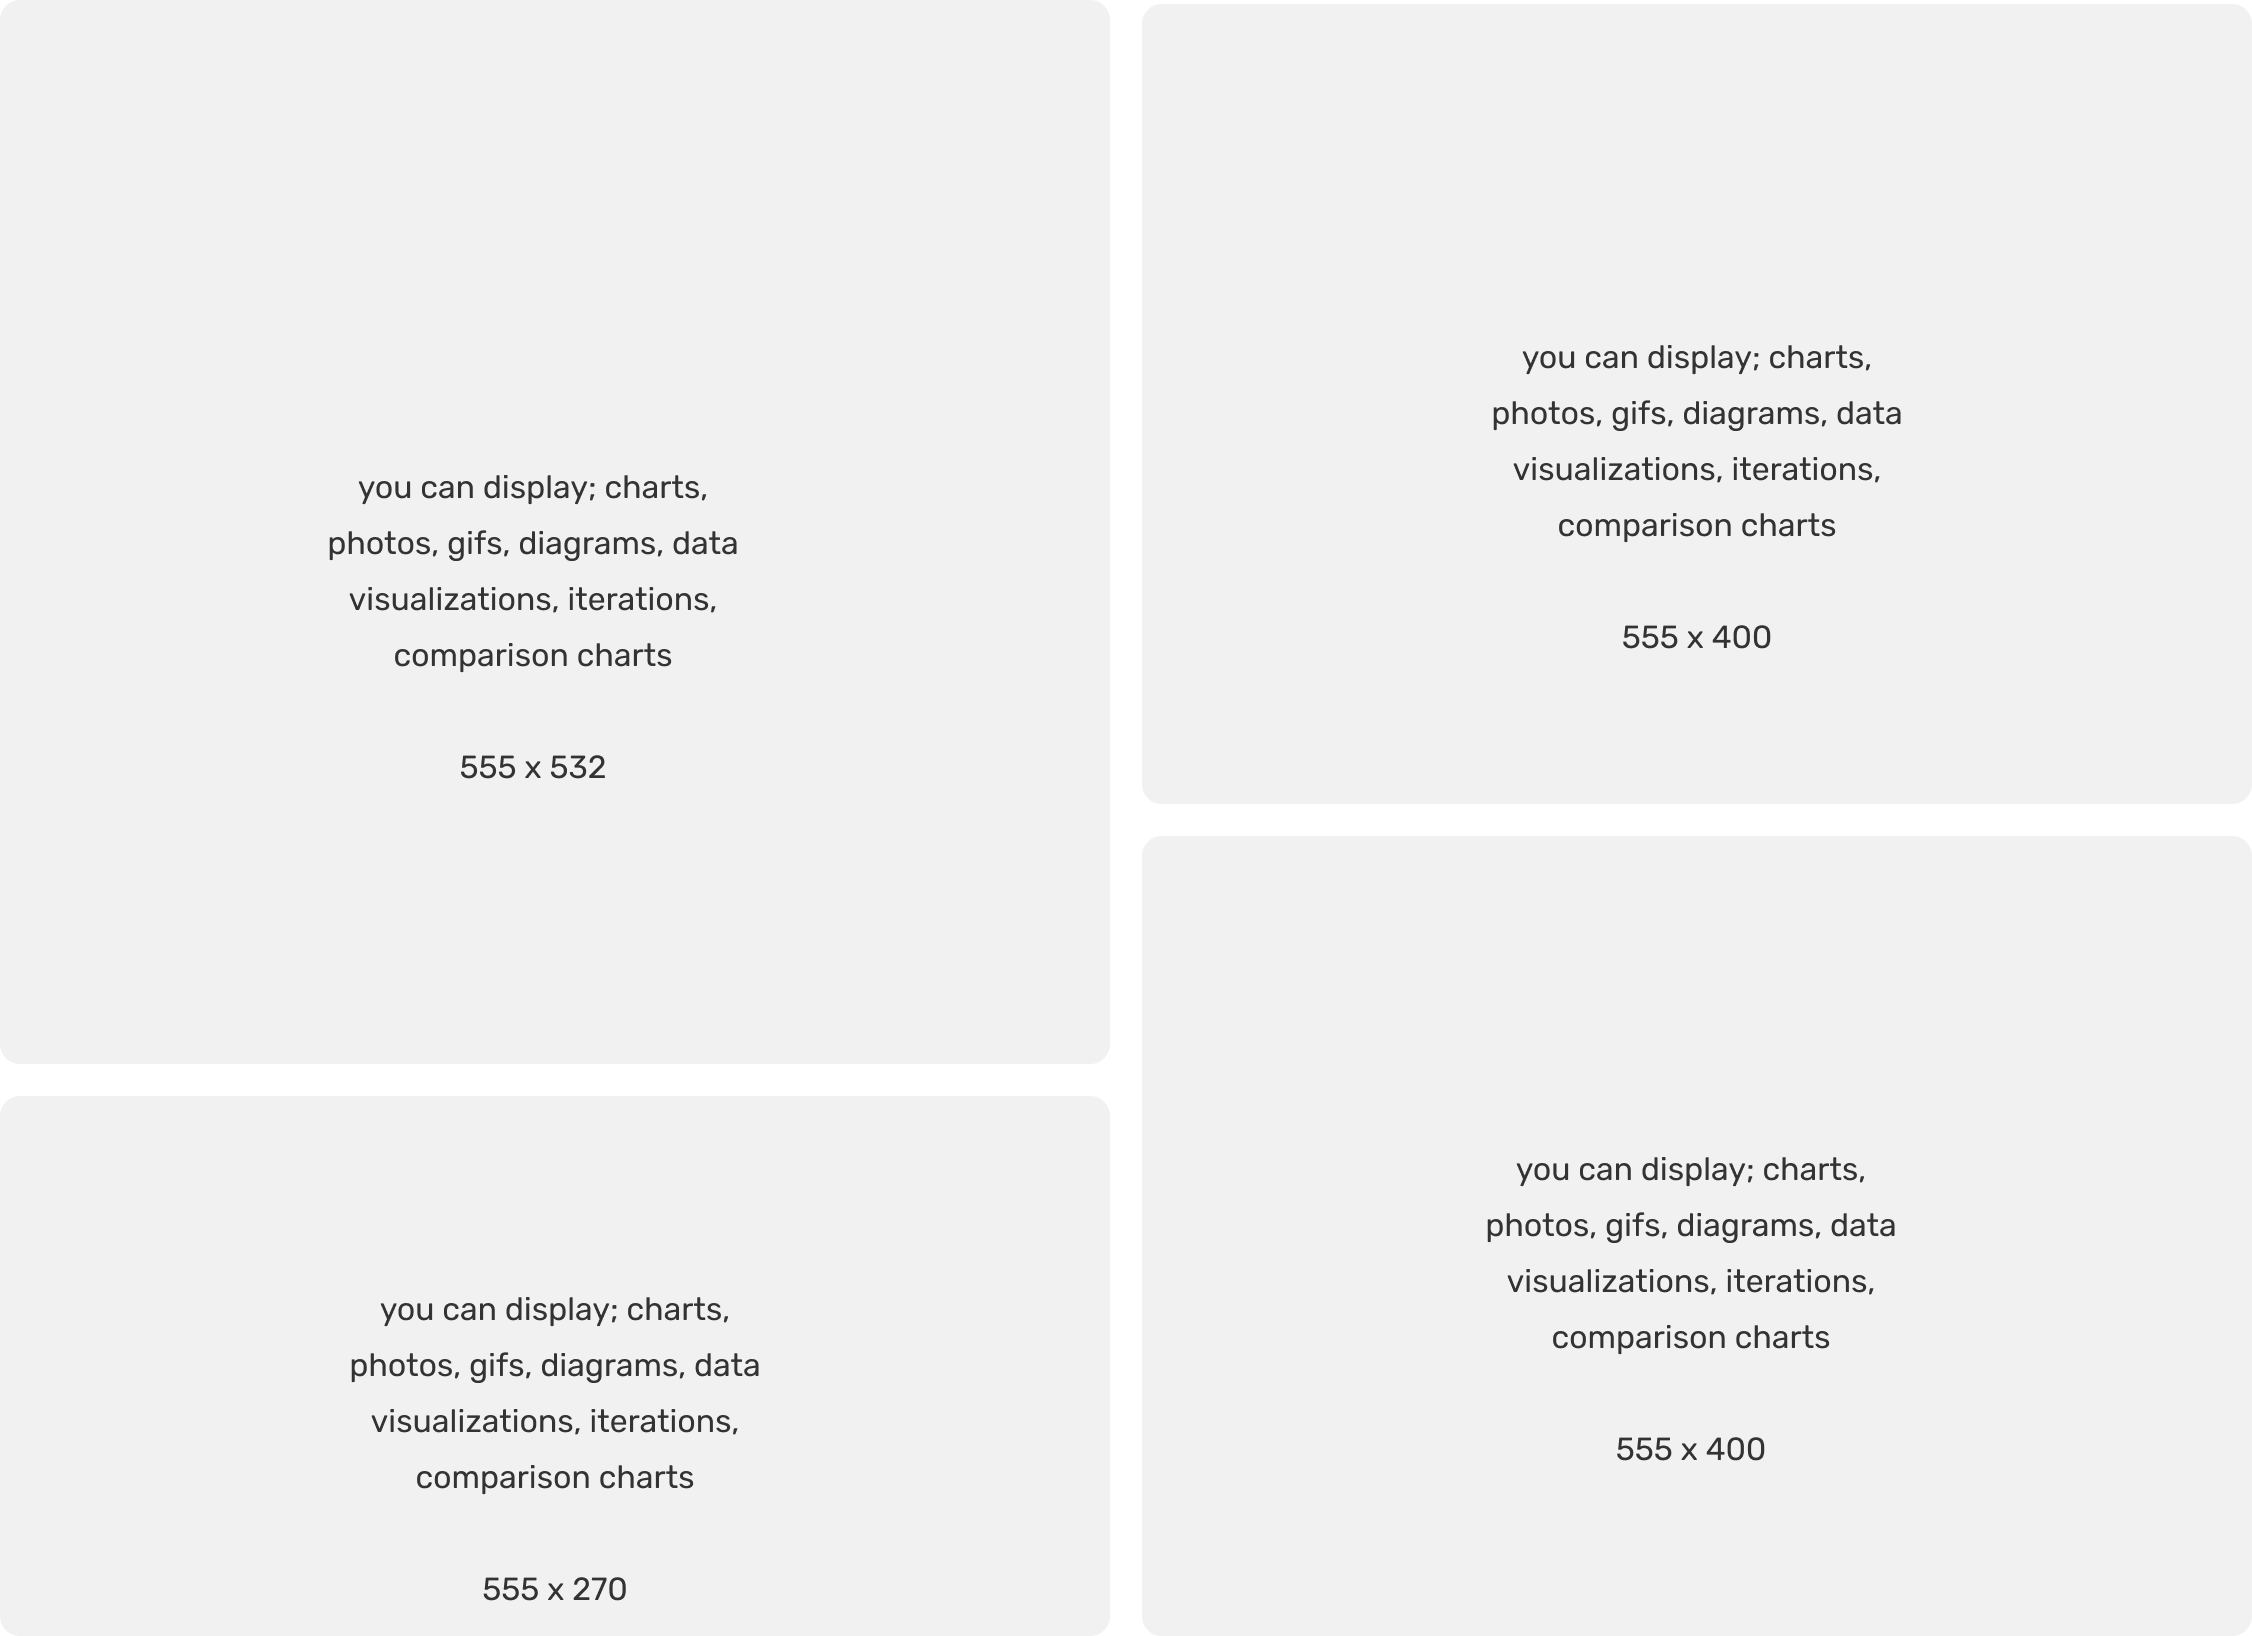 you can display; charts,
photos, gifs, diagrams, data
visualizations, iterations,
comparison charts
555 x 532
you can display; charts,
photos, gifs, diagrams, data
visualizations, iterations,
comparison charts
555 x 270
you can display; charts,
photos, gifs, diagrams, data
visualizations, iterations,
comparison charts
555 x 400
you can display; charts,
photos, gifs, diagrams, data
visualizations, iterations,
comparison charts
555 x 400